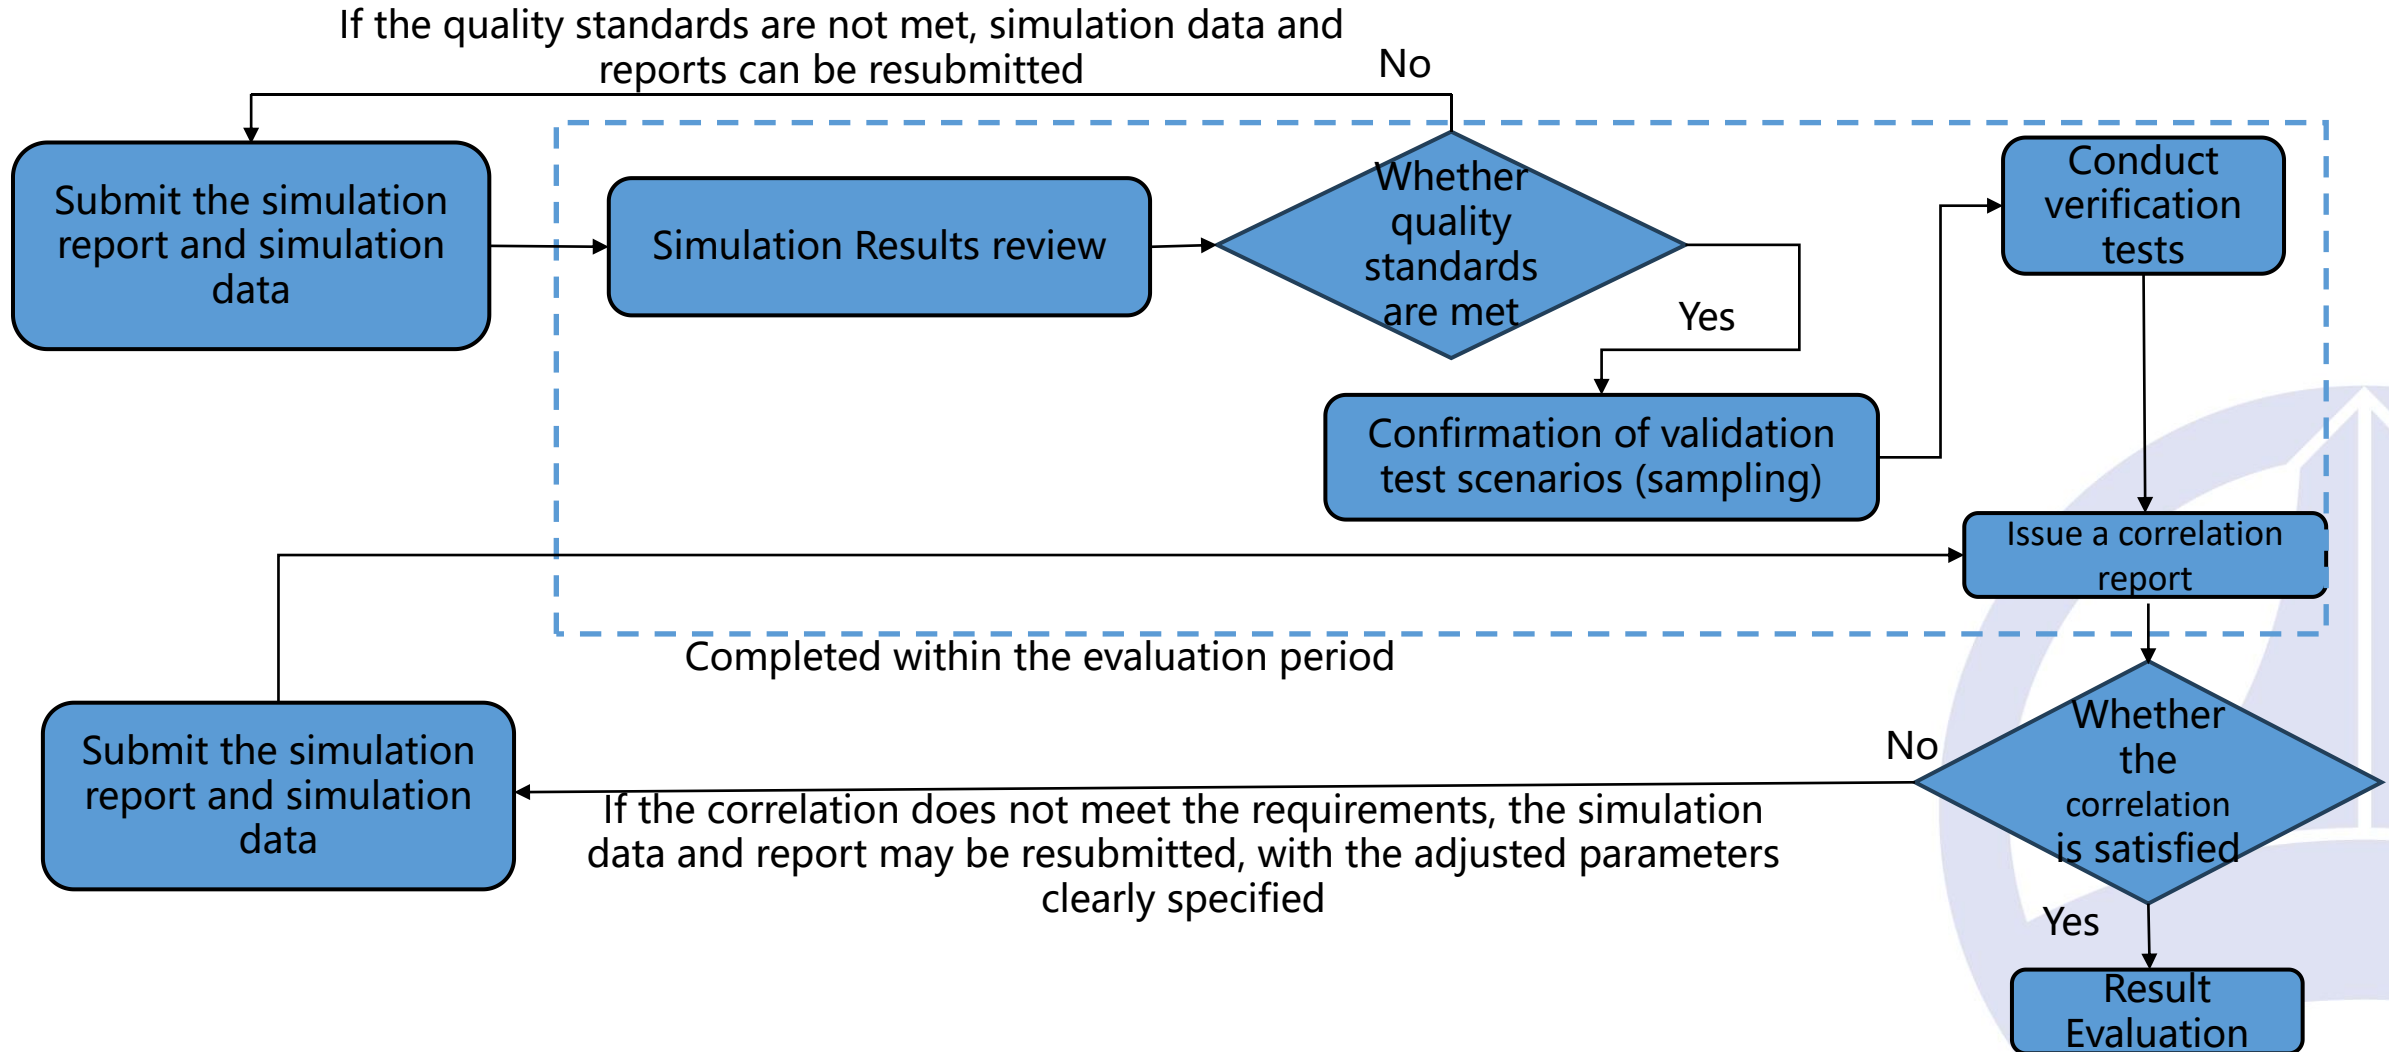 If the quality standards are not met, simulation data and
reports can be resubmitted
No
Submit the simulation
report and simulation
data
Simulation Results review
Whether
quality
standards
are met
Yes
Conduct
verification
tests
Confirmation of validation
test scenarios (sampling)
Issue a correlation
report
Completed within the evaluation period
Submit the simulation
report and simulation
data
No
If the correlation does not meet the requirements, the simulation
data and report may be resubmitted, with the adjusted parameters
clearly specified
Whether
the
correlation
is satisfied
Yes
Result
Evaluation